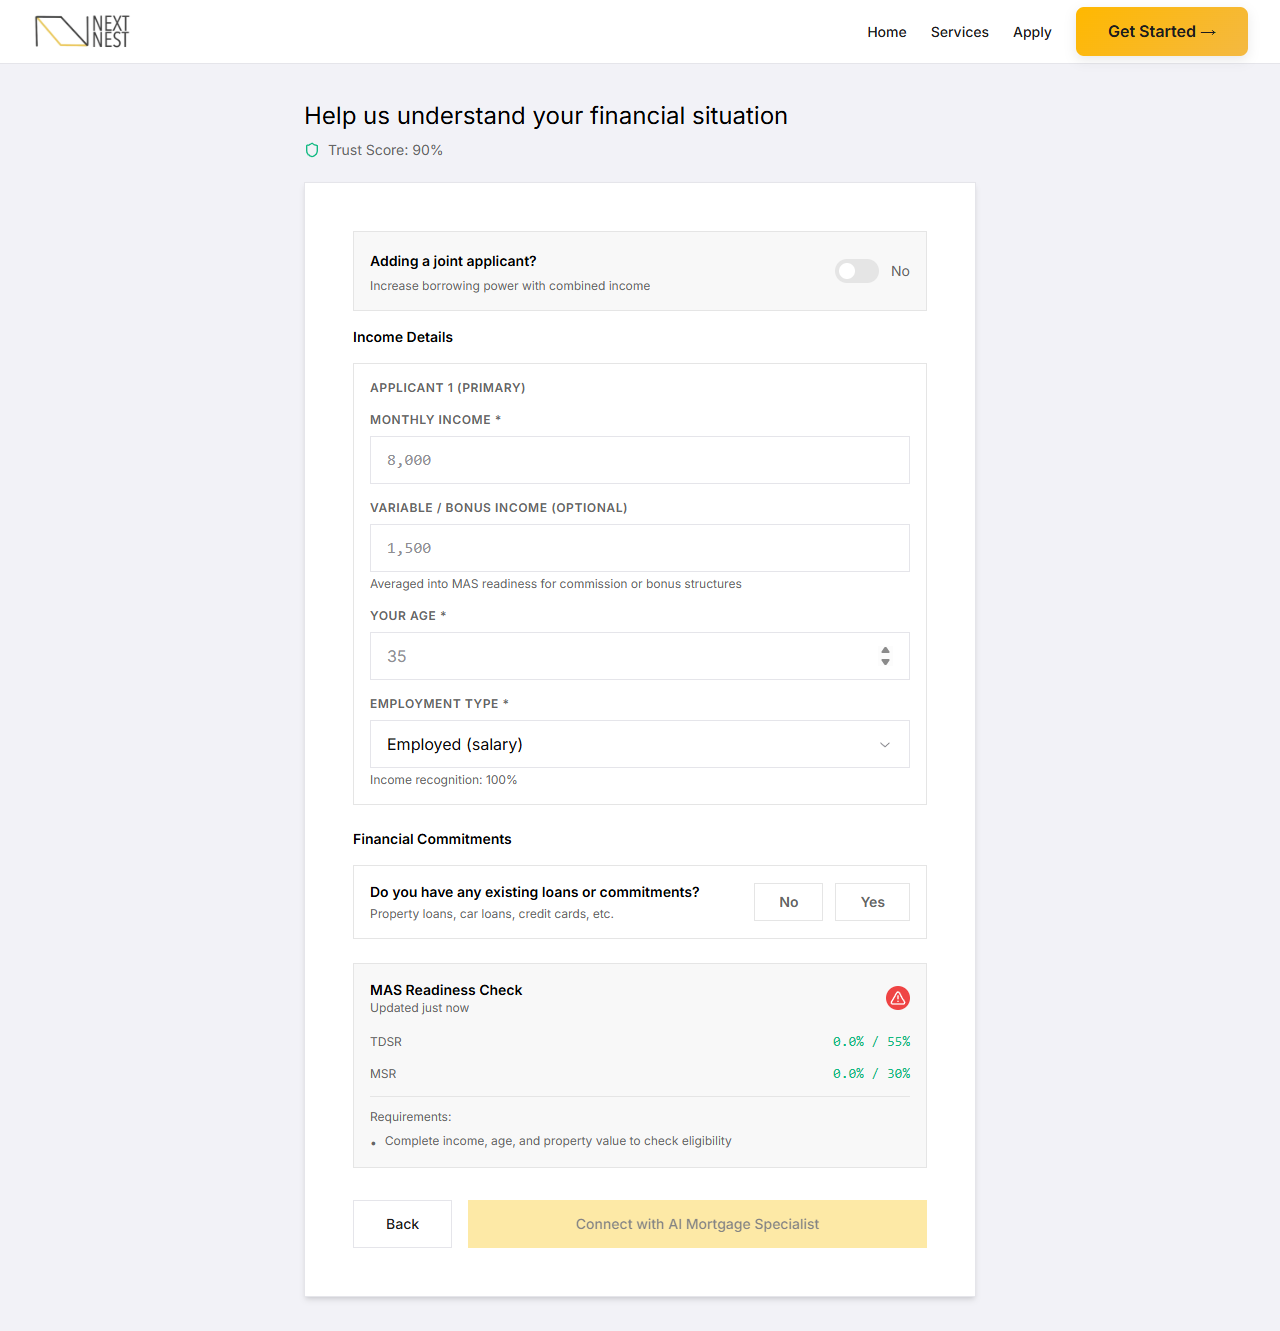 NEXT
NEST
Home
Services
Apply
Get Started →
Help us understand your financial situation
Trust Score: 90%
Adding a joint applicant?
Increase borrowing power with combined income
No
Income Details
APPLICANT 1 (PRIMARY)
MONTHLY INCOME *
8,000
VARIABLE / BONUS INCOME (OPTIONAL)
1,500
Averaged into MAS readiness for commission or bonus structures
YOUR AGE *
35
EMPLOYMENT TYPE *
Employed (salary)
Income recognition: 100%
Financial Commitments
Do you have any existing loans or commitments?
Property loans, car loans, credit cards, etc.
No
Yes
MAS Readiness Check
Updated just now
TDSR
0.0% / 55%
MSR
0.0% / 30%
Requirements:
• Complete income, age, and property value to check eligibility
Back
Connect with AI Mortgage Specialist